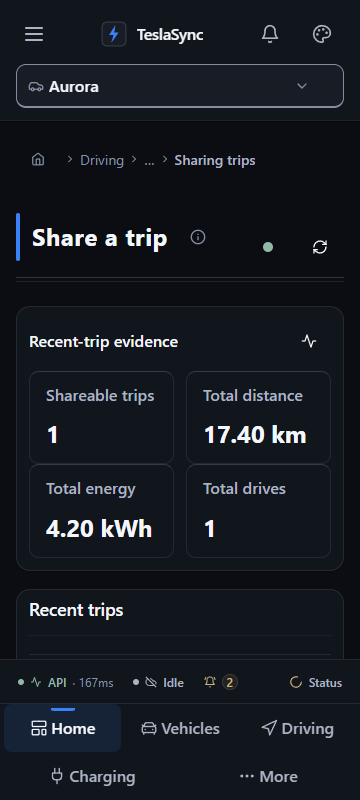 TeslaSync
Aurora
Driving ... Sharing trips
Share a trip
Recent-trip evidence
Shareable trips Total distance
1 17.40 km
Total energy Total drives
4.20 kWh 1
Recent trips
API · 167ms Idle 2 Status
Home Vehicles Driving
Charging More